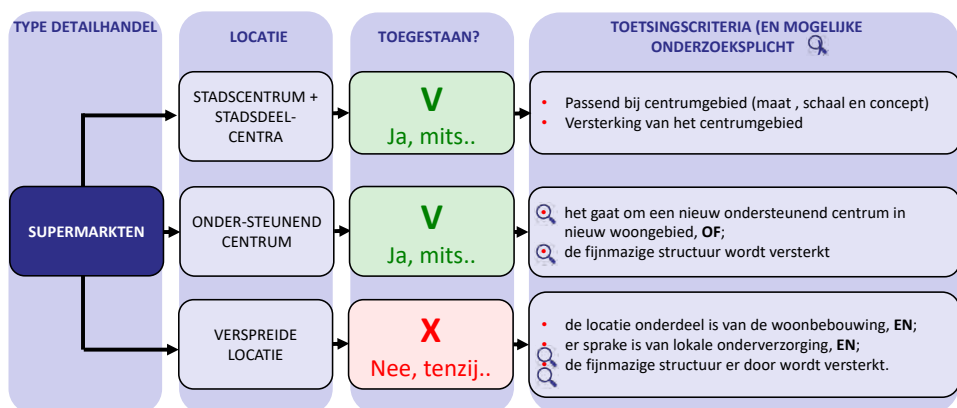 TYPE DETAILHANDEL
LOCATIE
TOEGESTAAN?
TOETSINGSCRITERIA (EN MOGELIJKE
ONDERZOEKSPLICHT
SUPERMARKTEN
STADSCENTRUM +
STADSDEEL-
CENTRA
V
Ja, mits..
• Passend bij centrumgebied (maat , schaal en concept)
• Versterking van het centrumgebied
ONDER-STEUNEND
CENTRUM
V
Ja, mits..
• het gaat om een nieuw ondersteunend centrum in
nieuw woongebied, OF;
• de fijnmazige structuur wordt versterkt
VERSPREIDE
LOCATIE
X
Nee, tenzij..
• de locatie onderdeel is van de woonbebouwing, EN;
• er sprake is van lokale onderverzorging, EN;
• de fijnmazige structuur er door wordt versterkt.